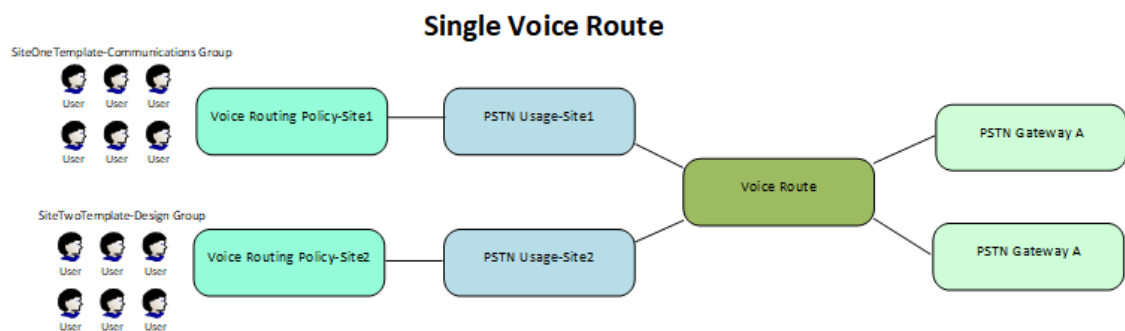 Single Voice Route
SiteOneTemplate-Communications Group
User User User
User User User
Voice Routing Policy-Site1
PSTN Usage-Site1
PSTN Gateway A
Voice Route
SiteTwoTemplate-Design Group
User User User
User User User
Voice Routing Policy-Site2
PSTN Usage-Site2
PSTN Gateway A